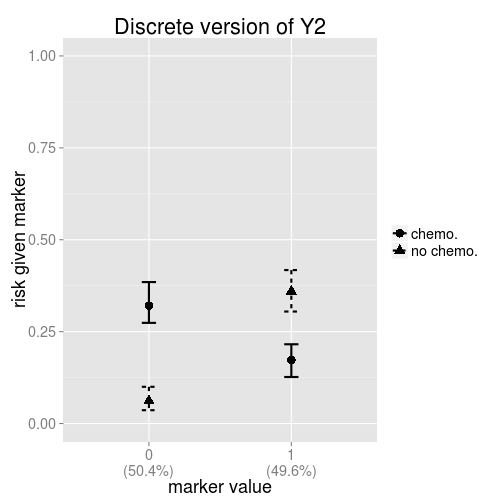 Discrete version of Y2
risk given marker
1.00
0.75
0.50
0.25
0.00
0
(50.4%)
1
(49.6%)
marker value
chemo.
no chemo.